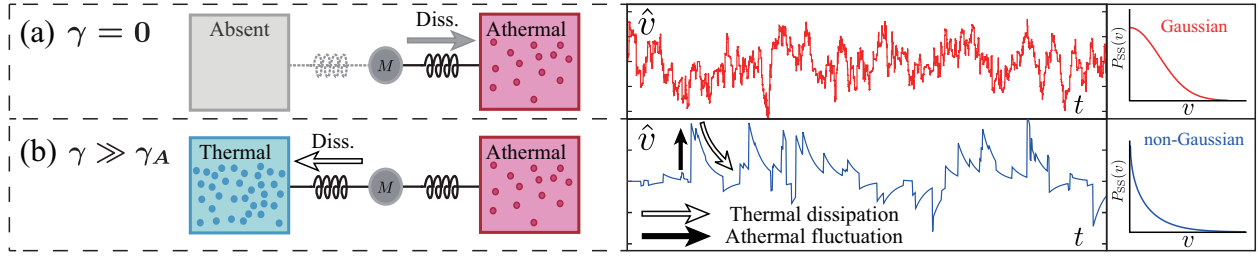 (a) γ = 0
Absent
M
Diss.
Athermal
v̂
t
P_SS(v)
Gaussian
v
(b) γ ≫ γ_A
Thermal
Diss.
M
Athermal
v̂
Thermal dissipation
Athermal fluctuation
t
P_SS(v)
non-Gaussian
v